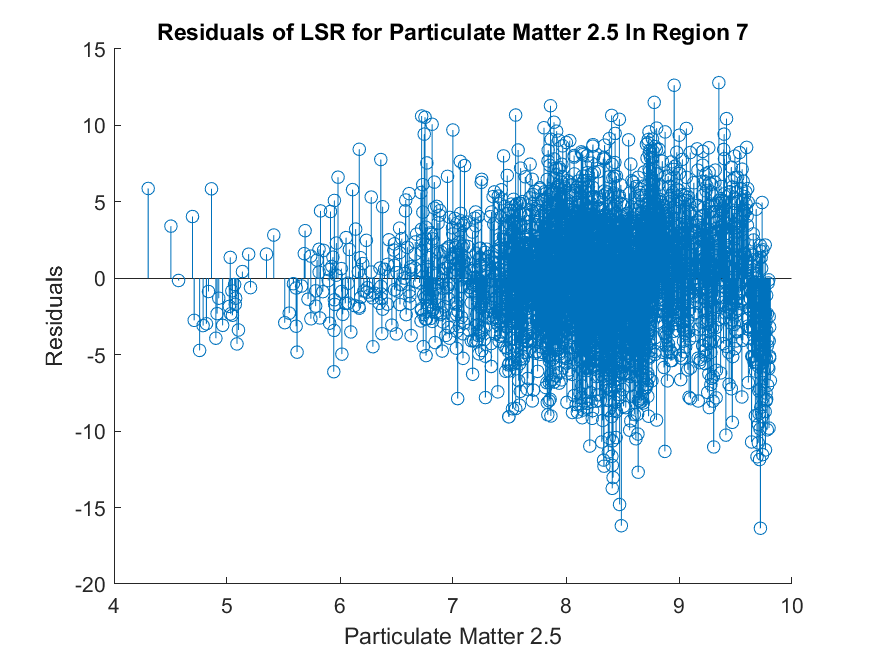 Residuals of LSR for Particulate Matter 2.5 In Region 7
15
10
5
0
-5
-10
-15
-20
Residuals
4 5 6 7 8 9 10
Particulate Matter 2.5